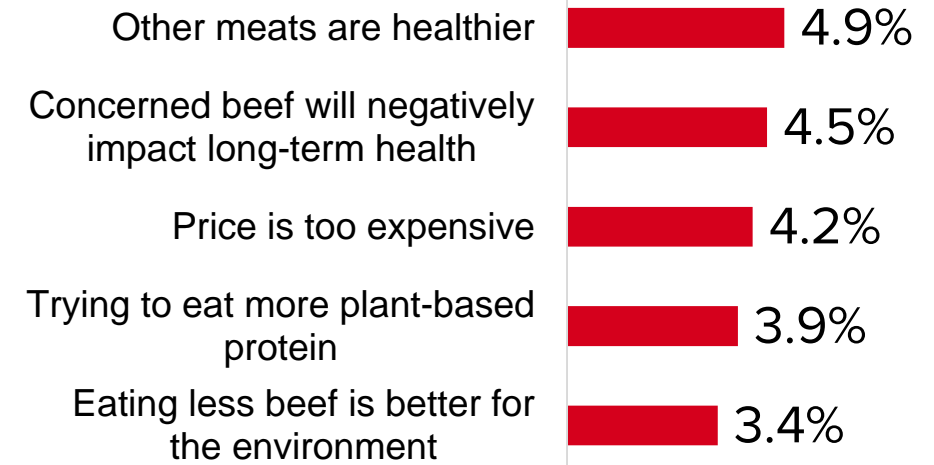 Other meats are healthier
4.9%
Concerned beef will negatively
impact long-term health
4.5%
Price is too expensive
4.2%
Trying to eat more plant-based
protein
3.9%
Eating less beef is better for
the environment
3.4%